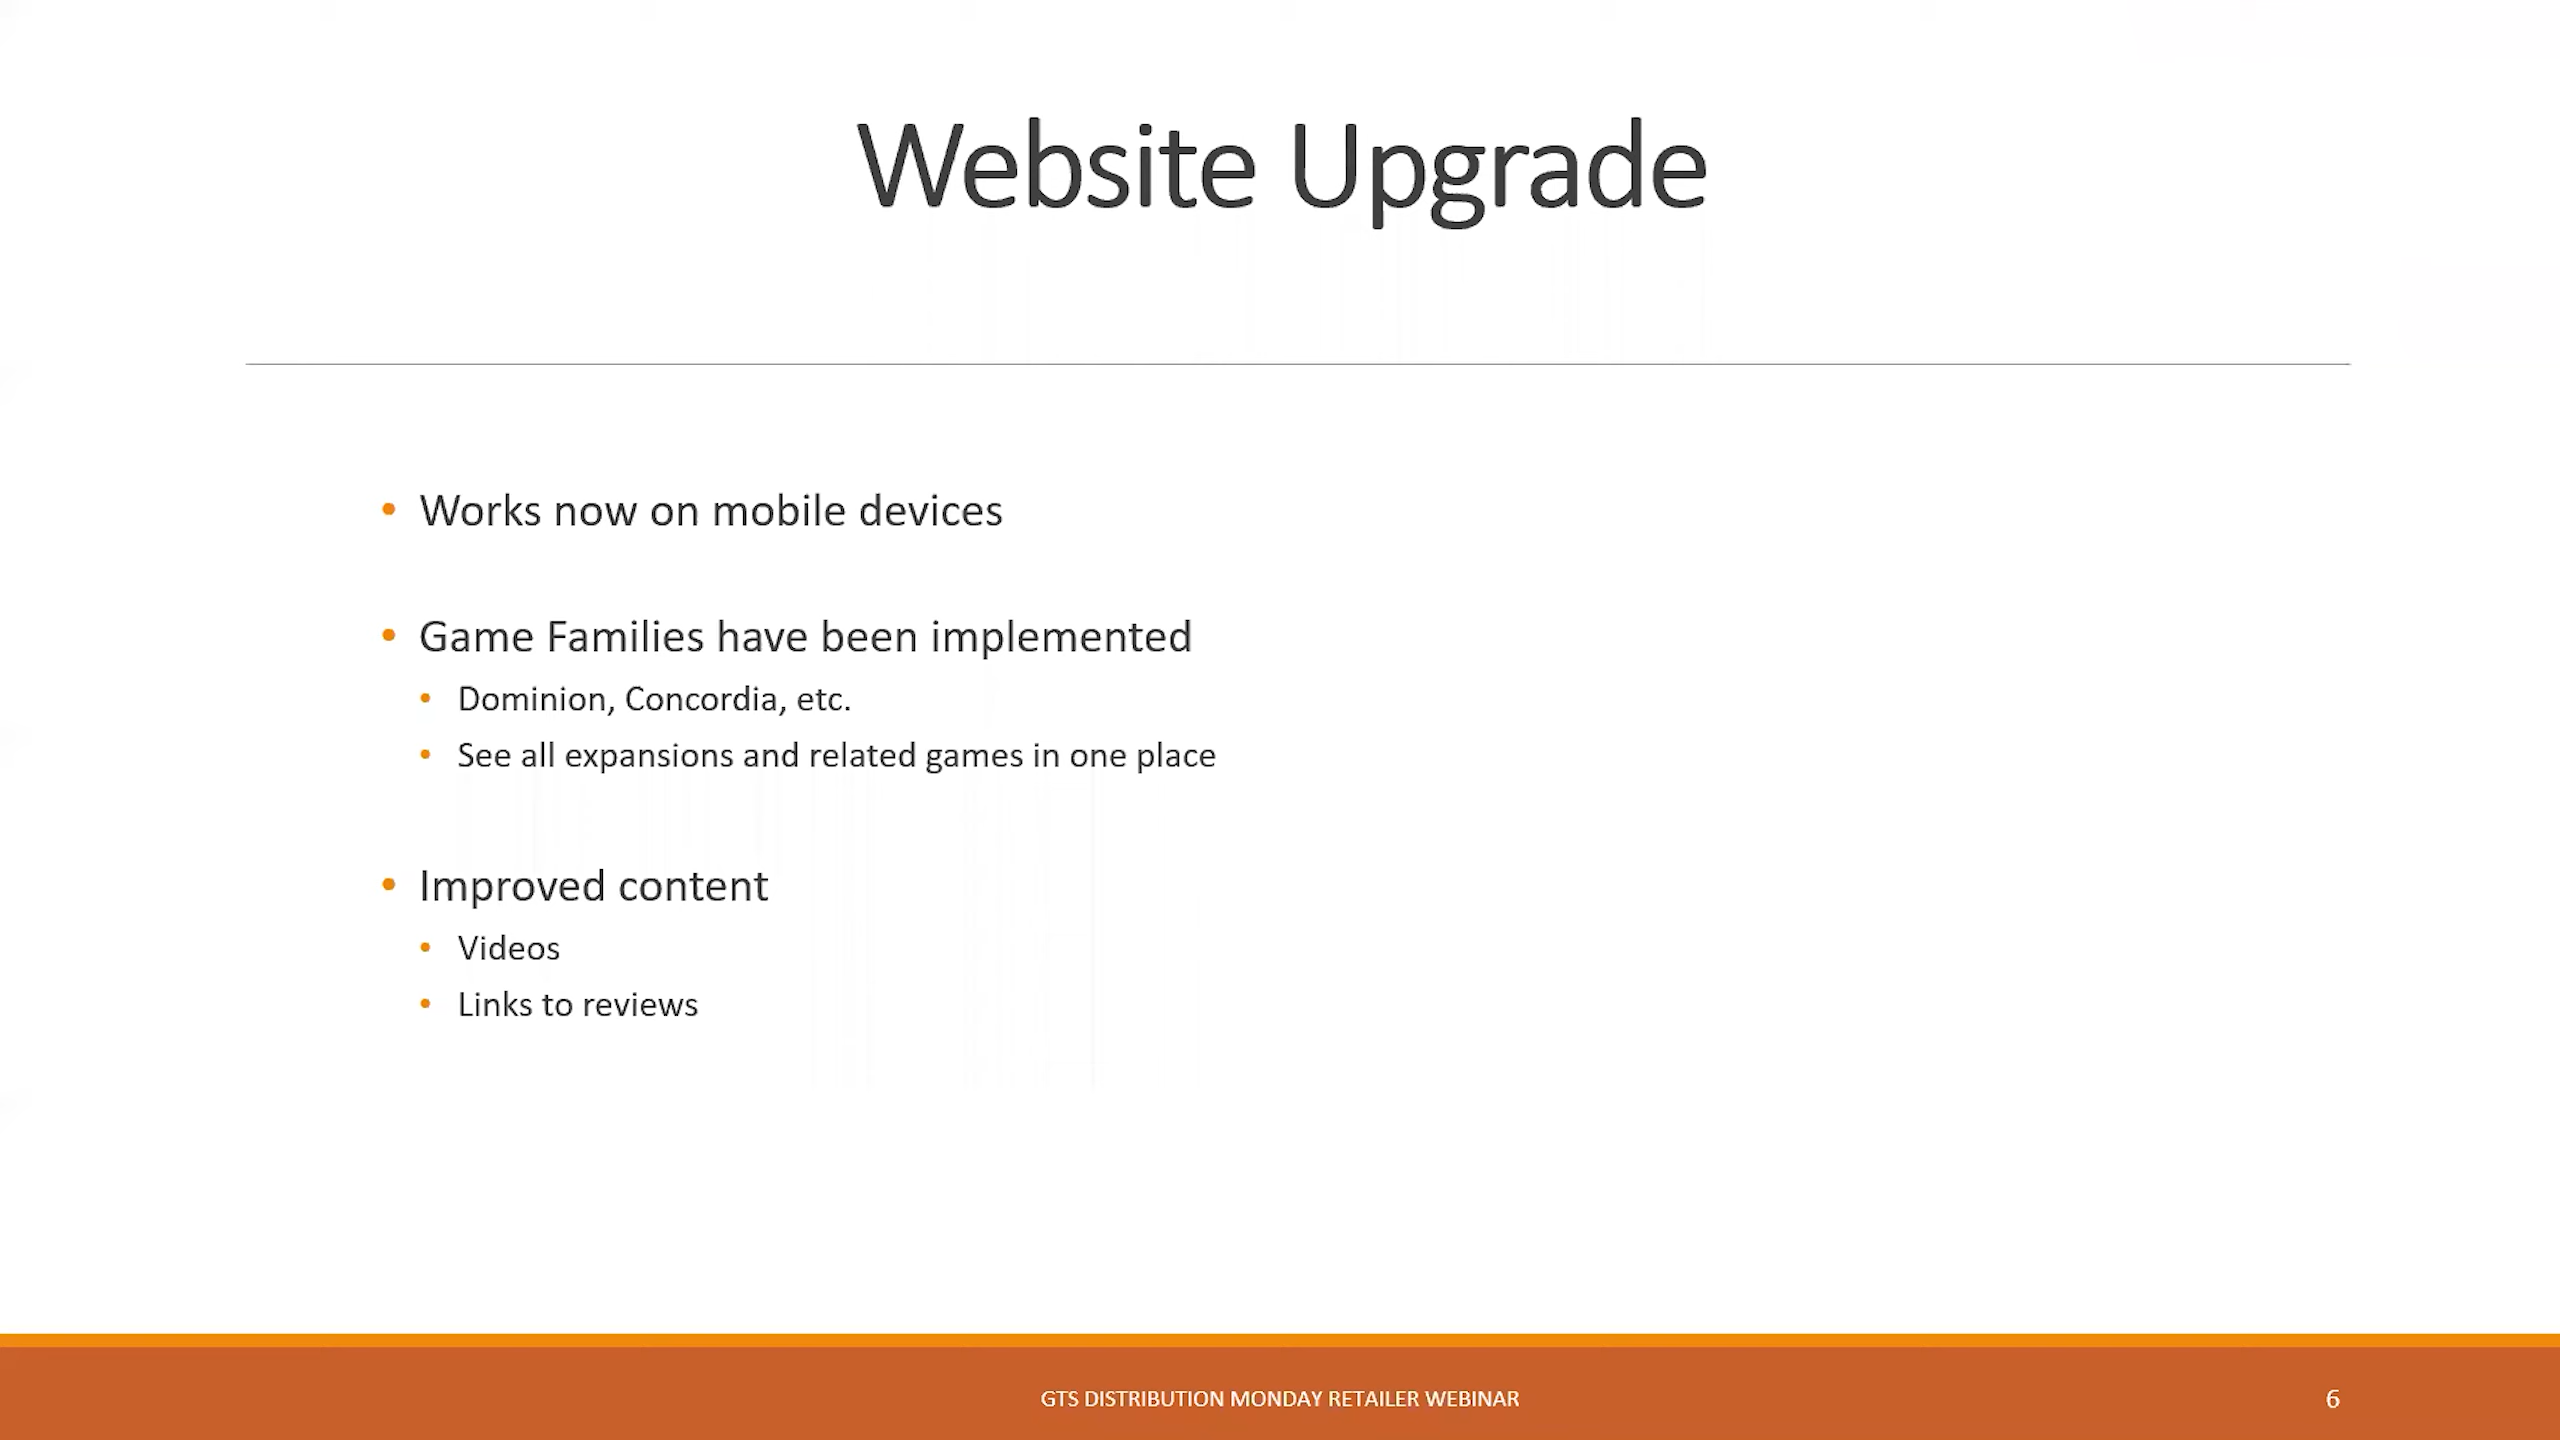 Website Upgrade
• Works now on mobile devices
• Game Families have been implemented
• Dominion, Concordia, etc.
• See all expansions and related games in one place
• Improved content
• Videos
• Links to reviews
GTS DISTRIBUTION MONDAY RETAILER WEBINAR
6